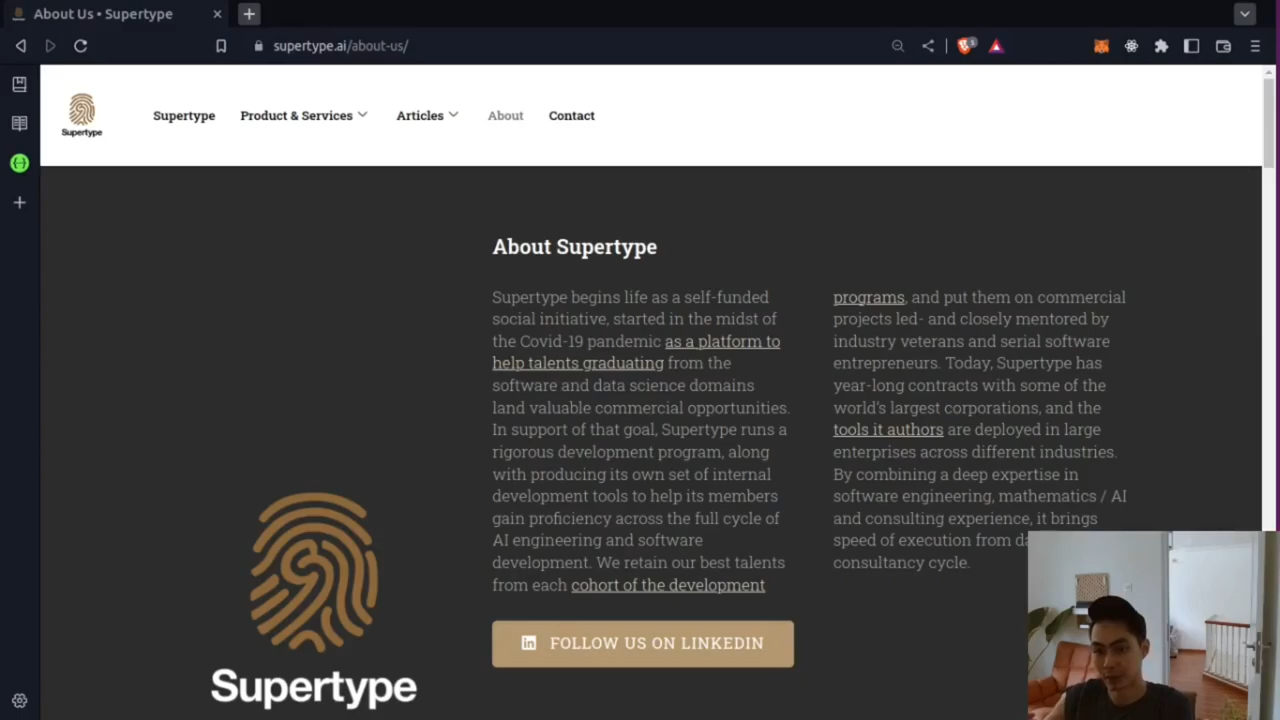 About Us • Supertype
supertype.ai/about-us/
5
Supertype
Supertype Product & Services Articles About Contact
About Supertype
Supertype begins life as a self-funded
social initiative, started in the midst of
the Covid-19 pandemic as a platform to
help talents graduating from the
software and data science domains
land valuable commercial opportunities.
In support of that goal, Supertype runs a
rigorous development program, along
with producing its own set of internal
development tools to help its members
gain proficiency across the full cycle of
AI engineering and software
development. We retain our best talents
from each cohort of the development
programs, and put them on commercial
projects led- and closely mentored by
industry veterans and serial software
entrepreneurs. Today, Supertype has
year-long contracts with some of the
world's largest corporations, and the
tools it authors are deployed in large
enterprises across different industries.
By combining a deep expertise in
software engineering, mathematics / AI
and consulting experience, it brings
speed of execution from
consultancy cycle.
FOLLOW US ON LINKEDIN
Supertype